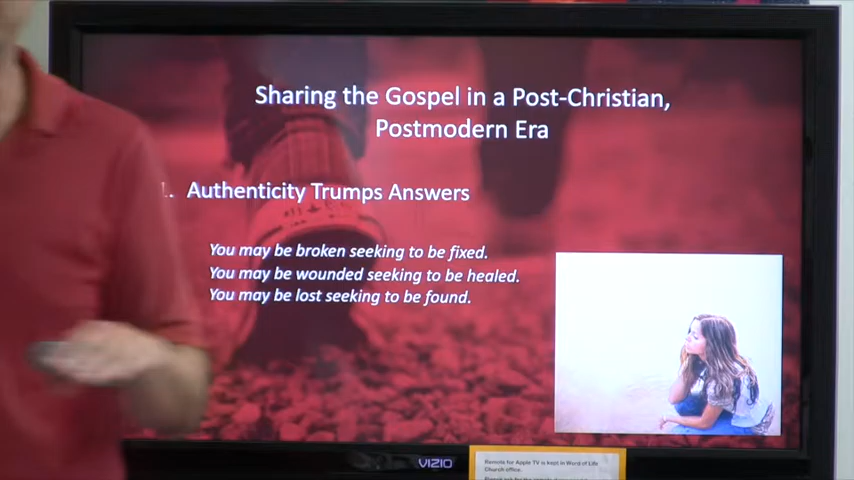 Sharing the Gospel in a Post-Christian,
Postmodern Era
. Authenticity Trumps Answers
You may be broken seeking to be fixed.
You may be wounded seeking to be healed.
You may be lost seeking to be found.
VIZIO
Remote for Apple TV is kept in Word of Life
Church office.